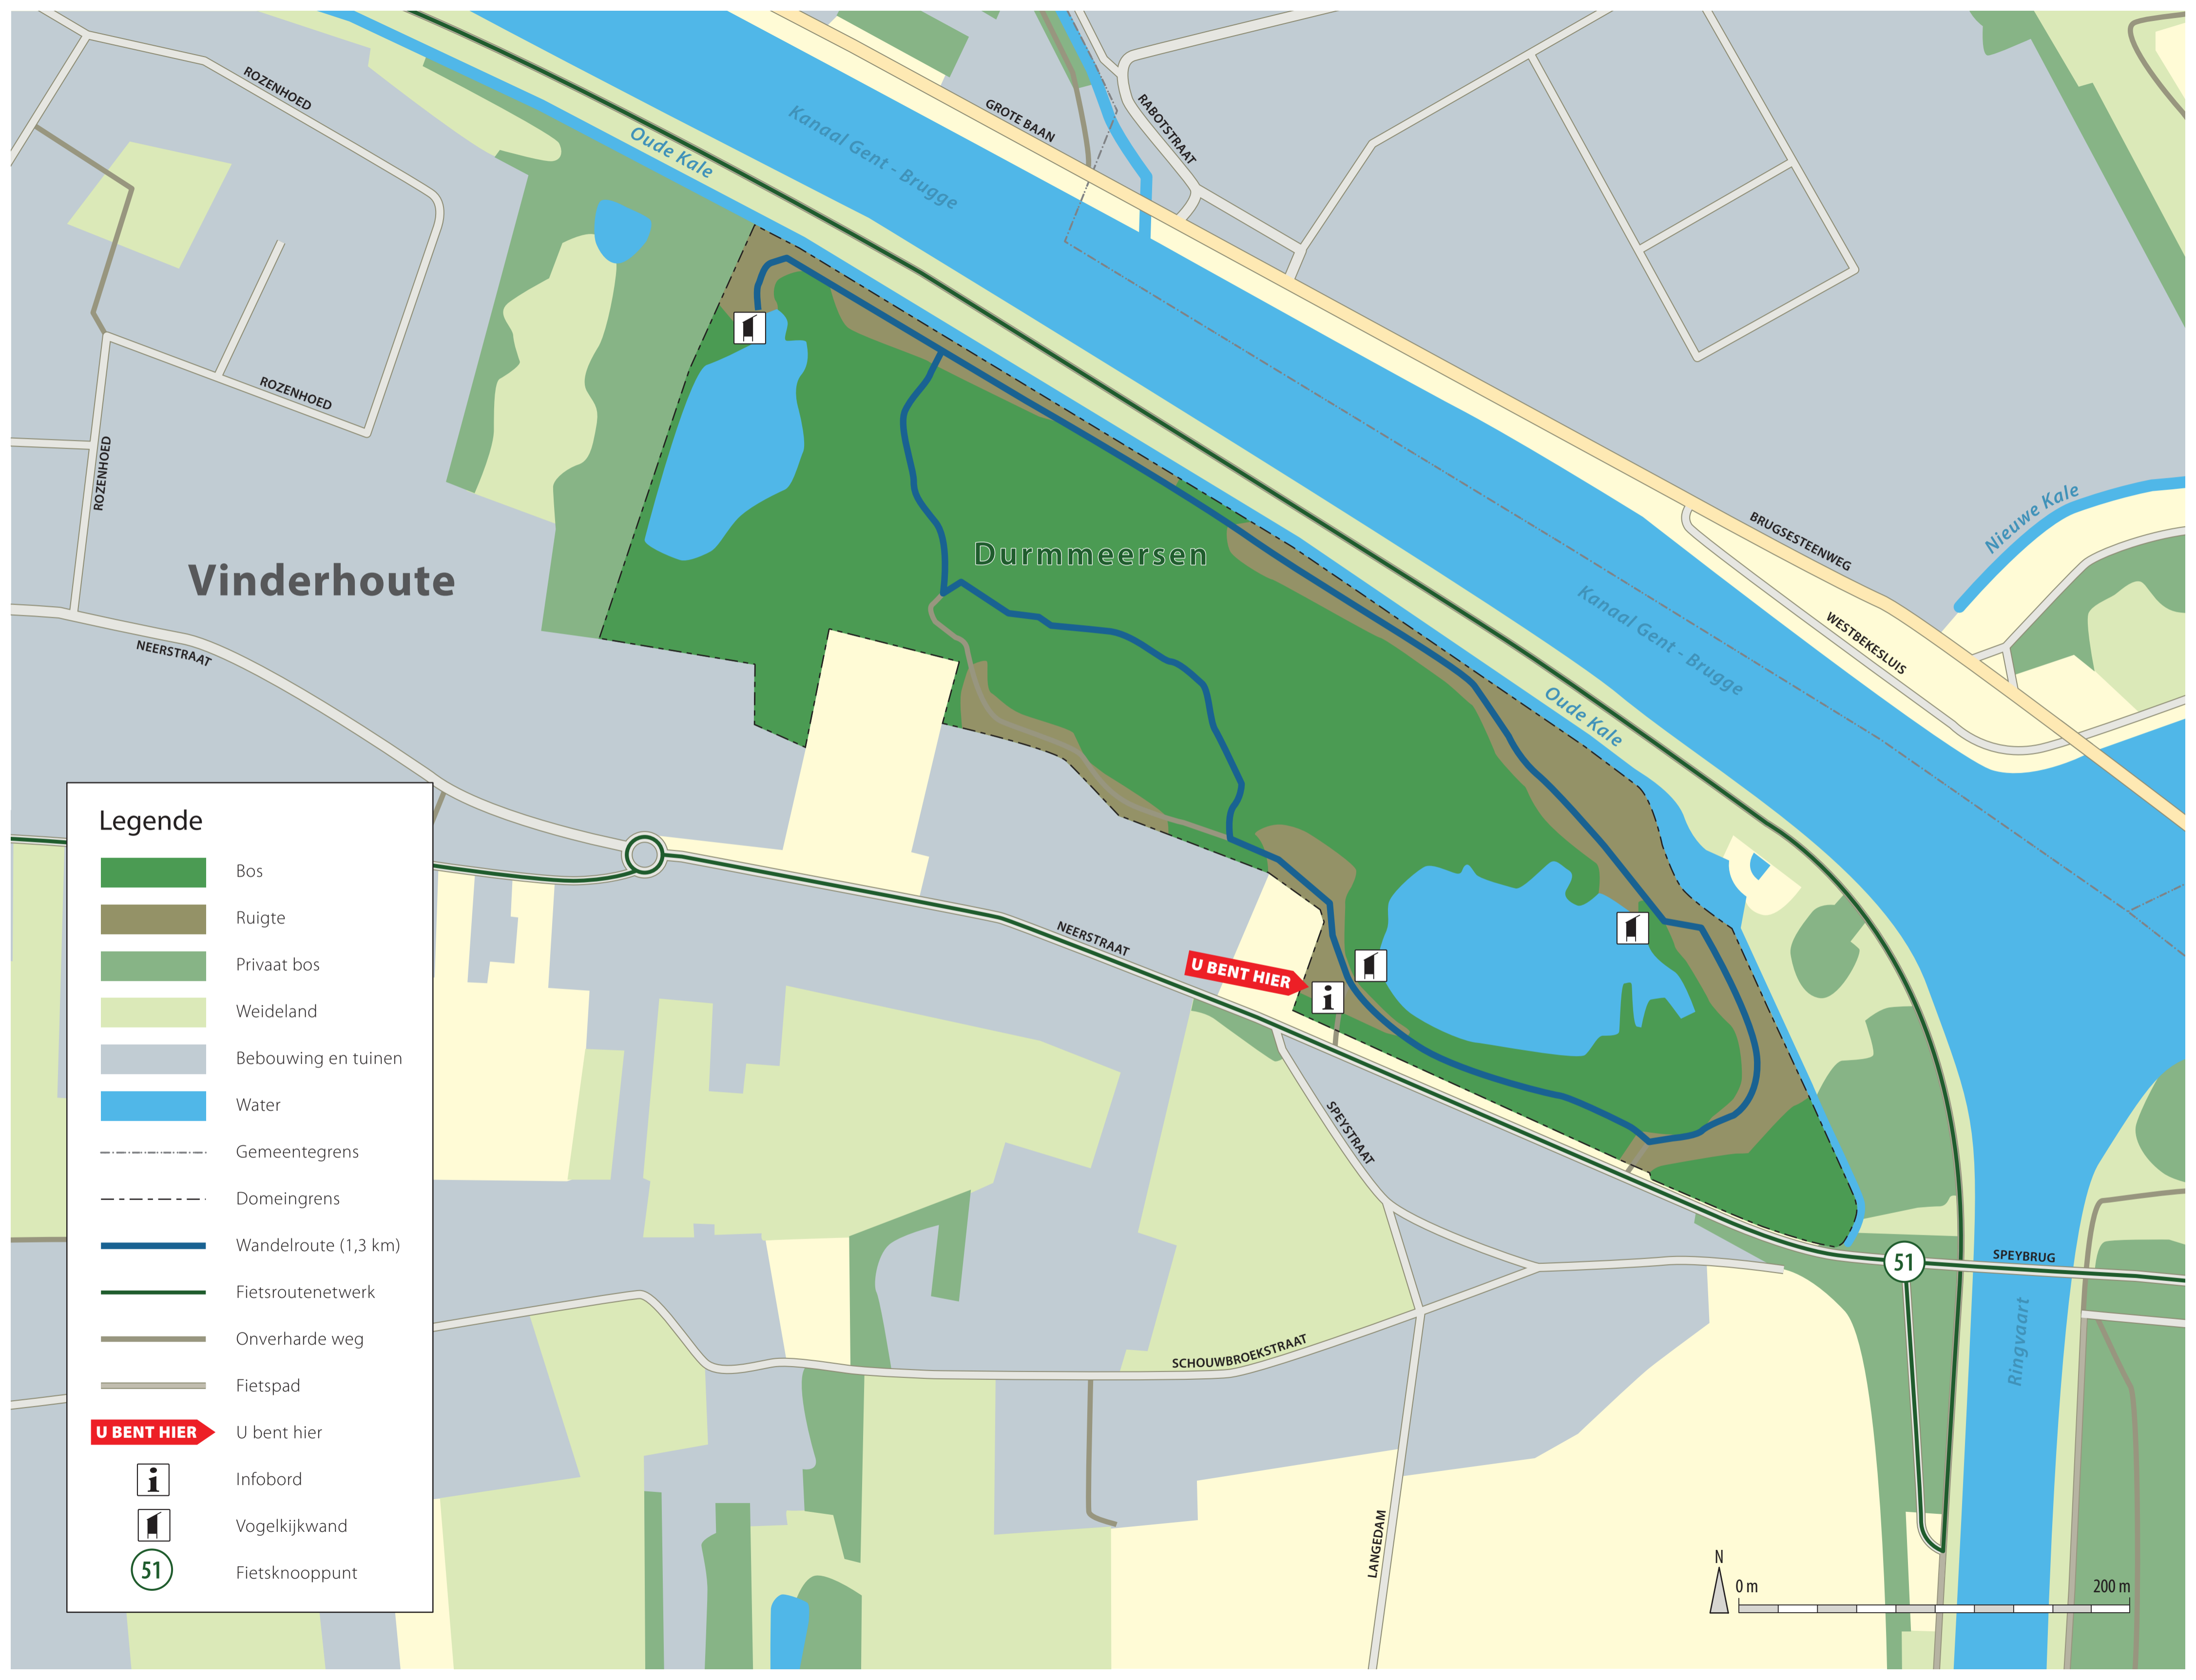 ROZENHOED
Oude Kale
Kanaal Gent - Brugge
GROTE BAAN
RABOTSTRAAT
ROZENHOED
ROZENHOED
Vinderhoute
NEERSTRAAT
Durmmeersen
Nieuwe Kale
BRUGSESTEENWEG
WESTBEKESLUIS
Kanaal Gent - Brugge
Oude Kale
NEERSTRAAT
U BENT HIER
i
SPEYSTRAAT
51
SPEYBRUG
Ringvaart
SCHOUWBROEKSTRAAT
LANGEDAM
Legende
Bos
Ruigte
Privaat bos
Weideland
Bebouwing en tuinen
Water
Gemeentegrens
Domeingrens
Wandelroute (1,3 km)
Fietsroutenetwerk
Onverharde weg
Fietspad
U BENT HIER U bent hier
i Infobord
Vogelkijkwand
51 Fietsknooppunt
N
0 m 200 m